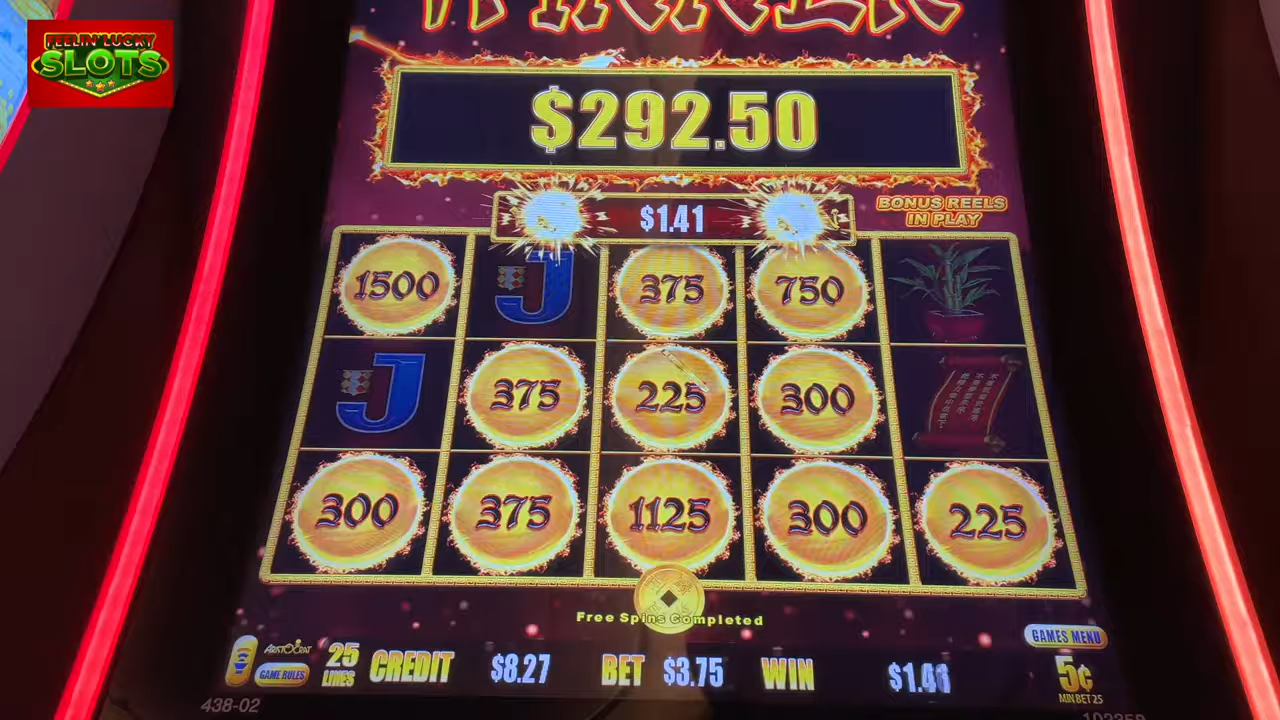 FEELIN' LUCKY
SLOTS
WINNER
$292.50
$1.41
BONUS REELS
IN PLAY
1500 J 375 750
J 375 225 300
300 375 1125 300 225
Free Spins Completed
ARISTOCRAT
GAME RULES
25
LINES
CREDIT $8.27 BET $3.75 WIN
GAMES MENU
5¢
MIN BET 25
438-02